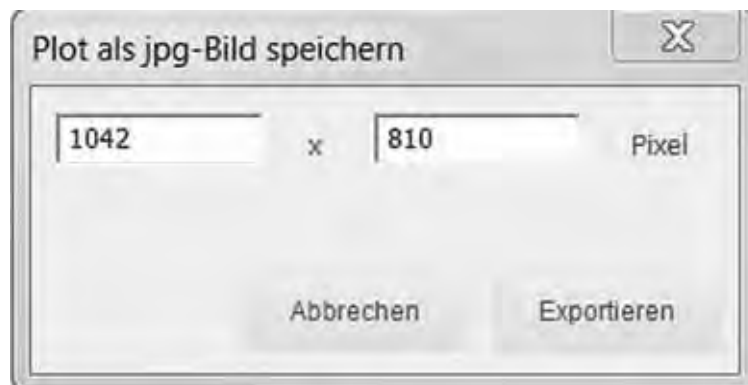 Plot als jpg-Bild speichern
1042 x 810 Pixel
Abbrechen Exportieren